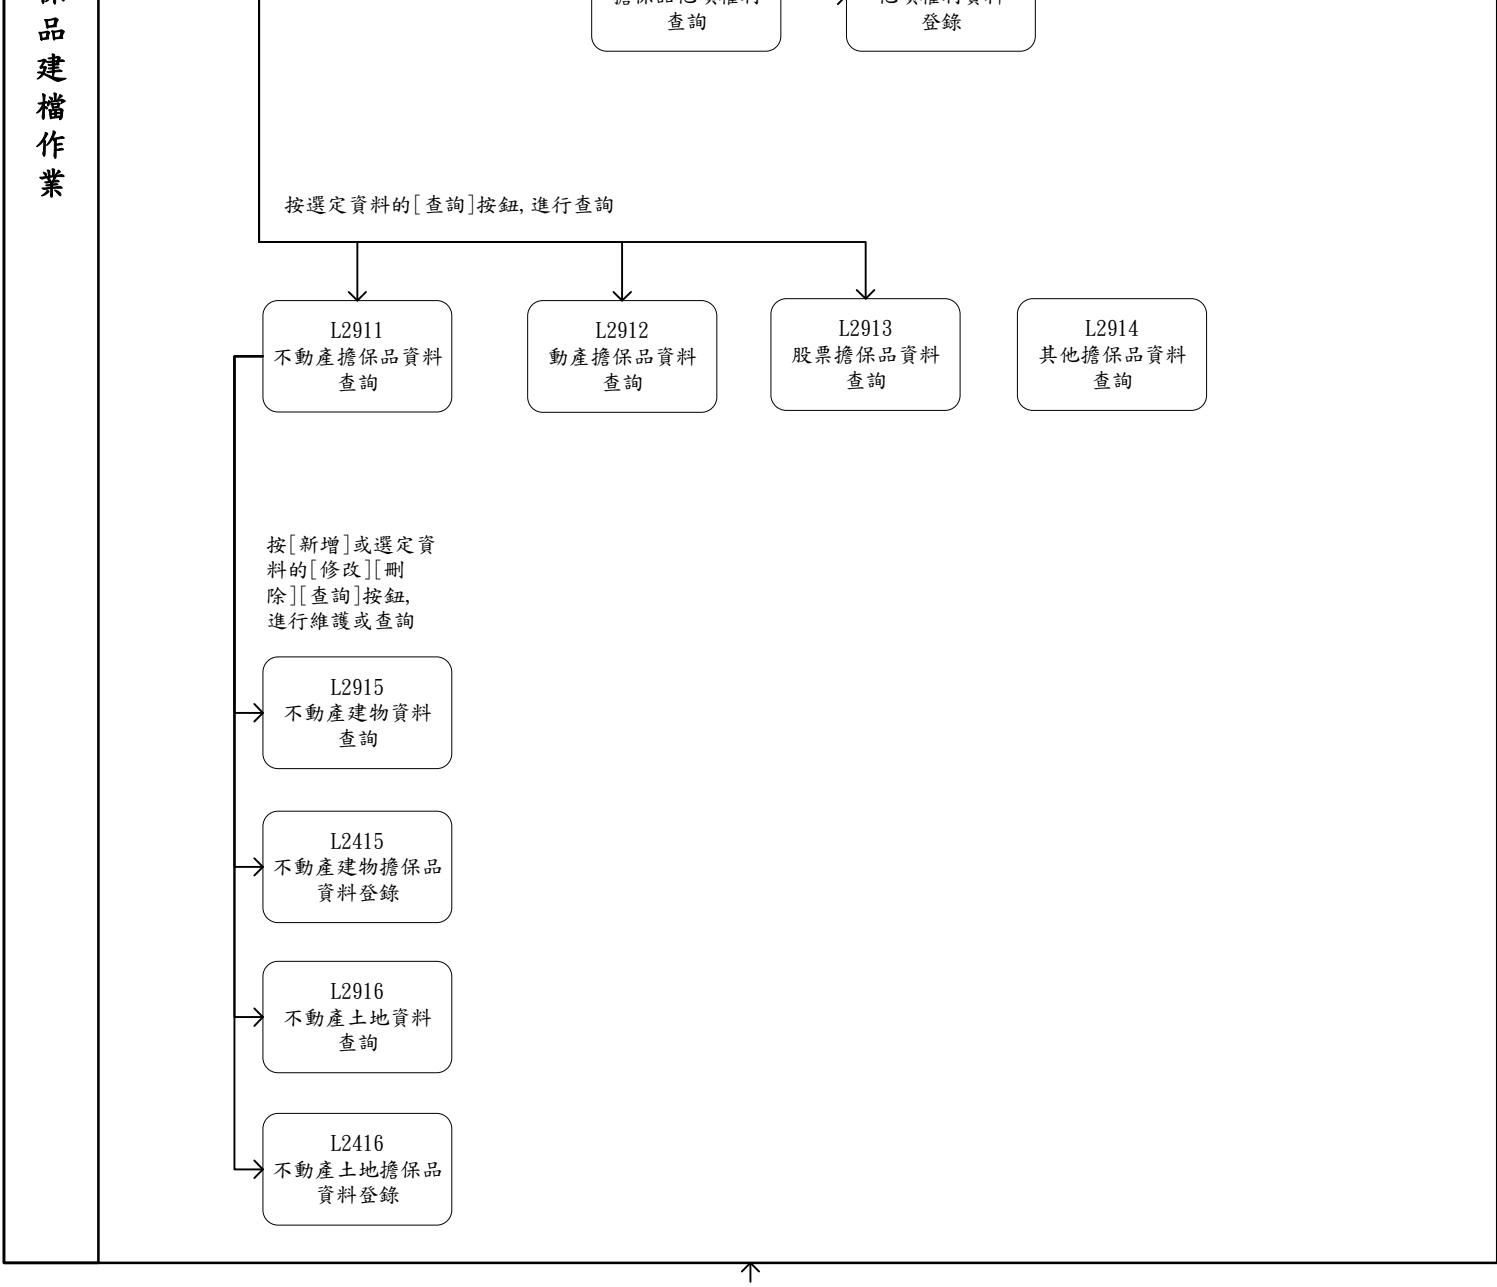 品
建
檔
作
業
查詢
登錄
按選定資料的[查詢]按鈕,進行查詢
L2911
不動產擔保品資料
查詢
L2912
動產擔保品資料
查詢
L2913
股票擔保品資料
查詢
L2914
其他擔保品資料
查詢
按[新增]或選定資
料的[修改][刪
除][查詢]按鈕,
進行維護或查詢
L2915
不動產建物資料
查詢
L2415
不動產建物擔保品
資料登錄
L2916
不動產土地資料
查詢
L2416
不動產土地擔保品
資料登錄